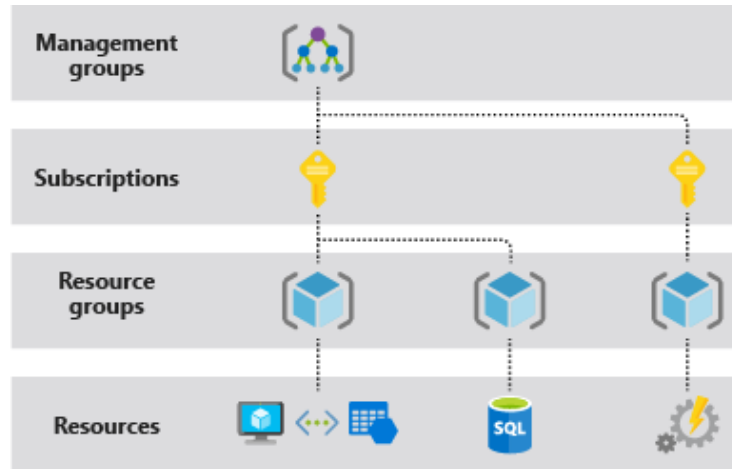 Management
groups
Subscriptions
Resource
groups
Resources
SQL